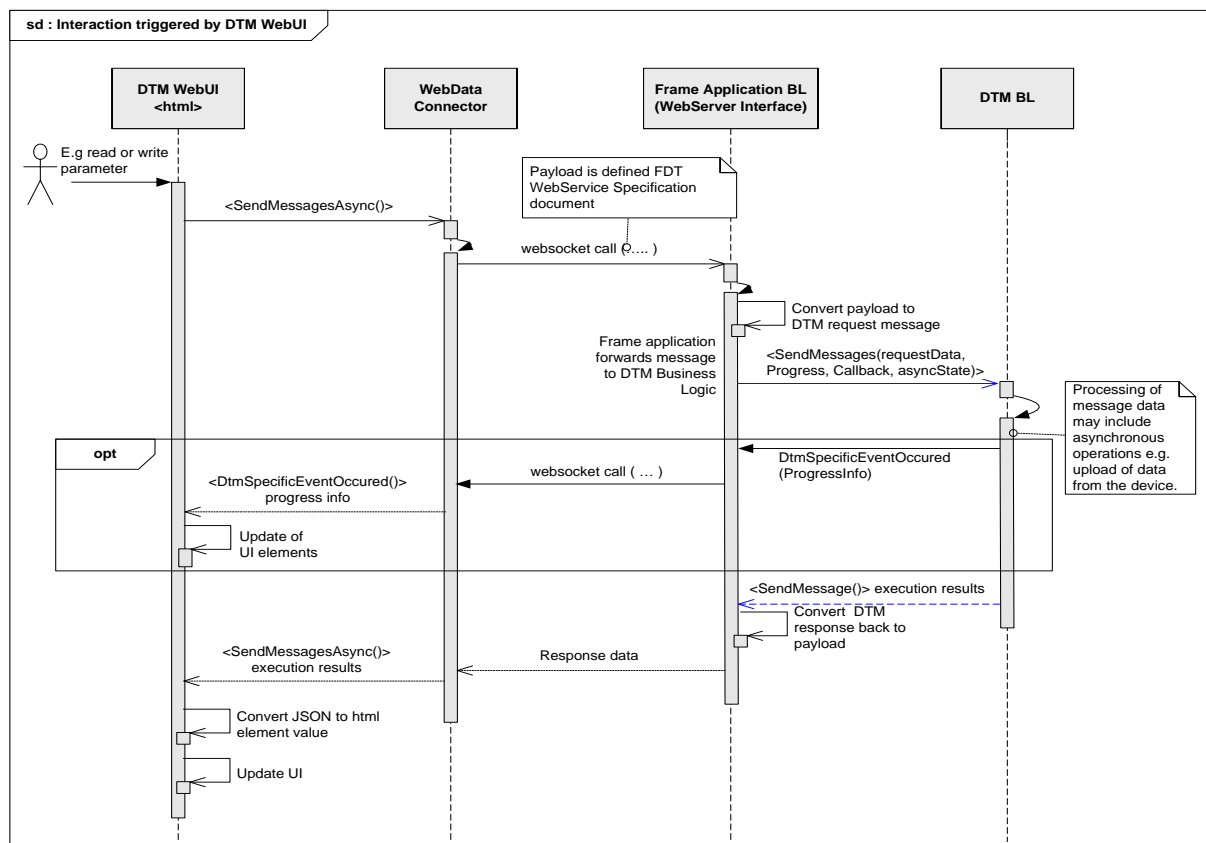 sd : Interaction triggered by DTM WebUI
DTM WebUI
<html>
WebData
Connector
Frame Application BL
(WebServer Interface)
DTM BL
E.g read or write
parameter
Payload is defined FDT
WebService Specification
document
<SendMessagesAsync()>
websocket call (….. )
Convert payload to
DTM request message
Frame application
forwards message
to DTM Business
Logic
<SendMessages(requestData,
Progress, Callback, asyncState)>
Processing of
message data
may include
asynchronous
operations e.g.
upload of data
from the device.
opt
DtmSpecificEventOccured
(ProgressInfo)
websocket call ( … )
<DtmSpecificEventOccured()>
progress info
Update of
UI elements
<SendMessage()> execution results
Convert  DTM
response back to
payload
Response data
<SendMessagesAsync()>
execution results
Convert JSON to html
element value
Update UI